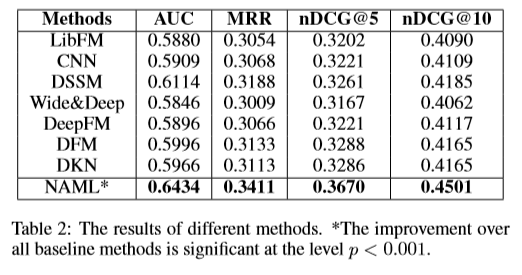 Methods AUC MRR nDCG@5 nDCG@10
LibFM 0.5880 0.3054 0.3202 0.4090
CNN 0.5909 0.3068 0.3221 0.4109
DSSM 0.6114 0.3188 0.3261 0.4185
Wide&Deep 0.5846 0.3009 0.3167 0.4062
DeepFM 0.5896 0.3066 0.3221 0.4117
DFM 0.5996 0.3133 0.3288 0.4165
DKN 0.5966 0.3113 0.3286 0.4165
NAML* 0.6434 0.3411 0.3670 0.4501
Table 2: The results of different methods. *The improvement over
all baseline methods is significant at the level p < 0.001.